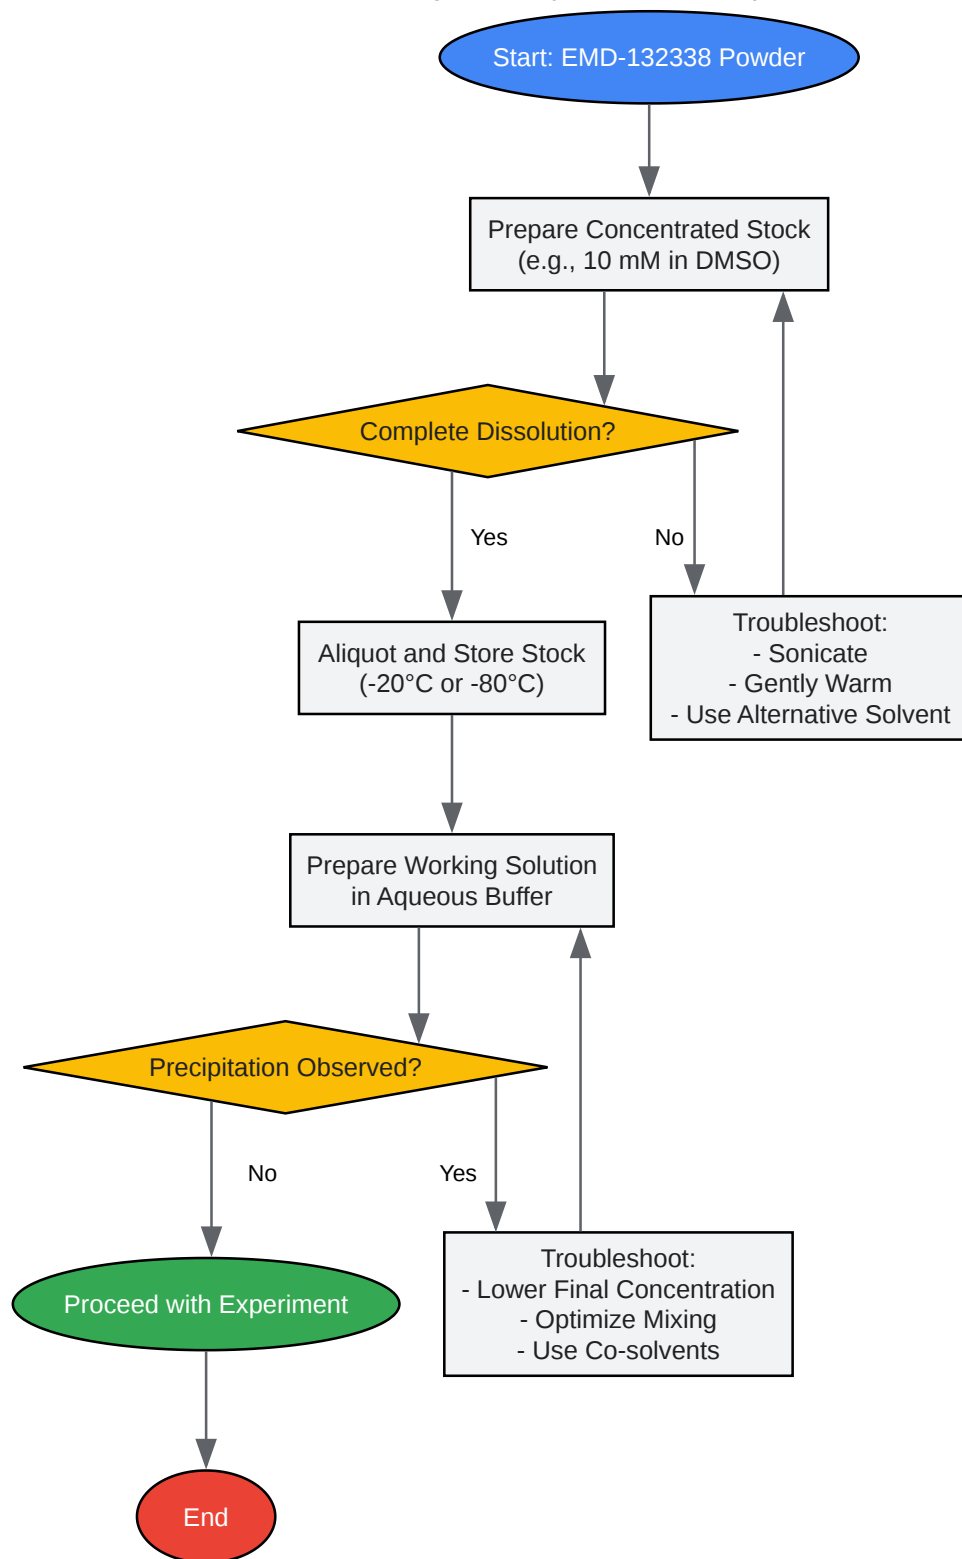 Start: EMD-132338 Powder
Prepare Concentrated Stock
(e.g., 10 mM in DMSO)
Complete Dissolution?
Yes
No
Troubleshoot:
- Sonicate
- Gently Warm
- Use Alternative Solvent
Aliquot and Store Stock
(-20°C or -80°C)
Prepare Working Solution
in Aqueous Buffer
Precipitation Observed?
No
Yes
Troubleshoot:
- Lower Final Concentration
- Optimize Mixing
- Use Co-solvents
Proceed with Experiment
End